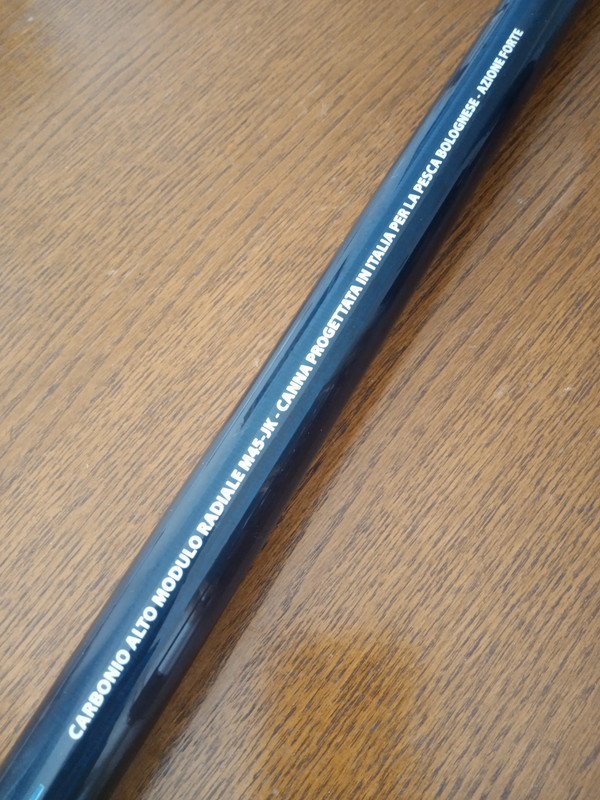 CARBONIO ALTO MODULO RADIALE M45-JK - CANNA PROGETTATA IN ITALIA PER LA PESCA BOLOGNESE - AZIONE FORTE